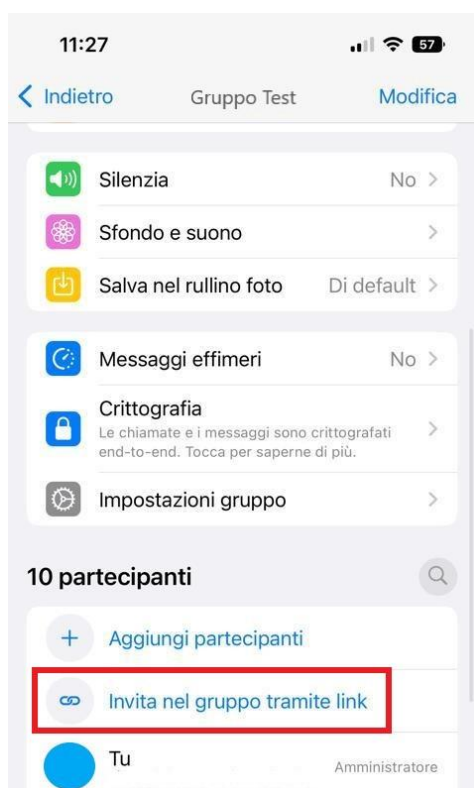 11:27
57
Indietro Gruppo Test Modifica
Silenzia No
Sfondo e suono
Salva nel rullino foto Di default
Messaggi effimeri No
Crittografia
Le chiamate e i messaggi sono crittografati
end-to-end. Tocca per saperne di più.
Impostazioni gruppo
10 partecipanti
Aggiungi partecipanti
Invita nel gruppo tramite link
Tu
Amministratore